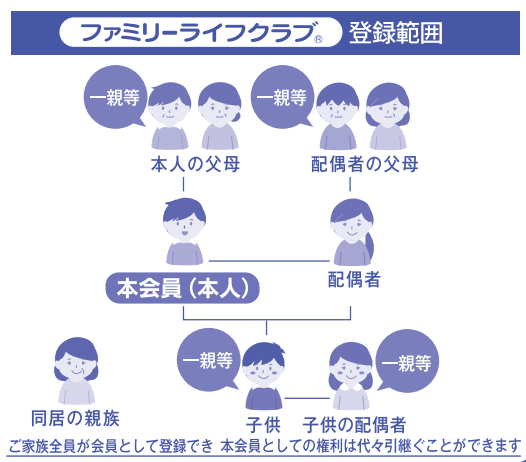 ファミリーライフクラブ® 登録範囲
一親等 一親等
本人の父母 配偶者の父母
本会員（本人） 配偶者
一親等 一親等
同居の親族 子供 子供の配偶者
ご家族全員が会員として登録でき 本会員としての権利は代々引継ぐことができます